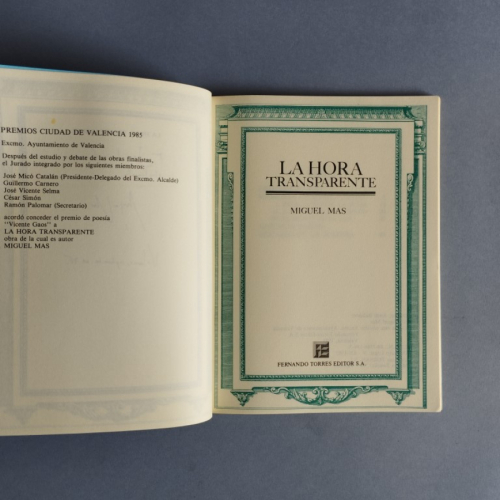 PREMIOS CIUDAD DE VALENCIA 1985
Excmo. Ayuntamiento de Valencia
Después del estudio y debate de las obras finalistas,
el Jurado integrado por los siguientes miembros:
José Micó Catalán (Presidente-Delegado del Excmo. Alcalde)
Guillermo Carnero
José Vicente Selma
César Simón
Ramón Palomar (Secretario)
acordó conceder el premio de poesía
"Vicente Gaos" a
LA HORA TRANSPARENTE
obra de la cual es autor
MIGUEL MAS
LA HORA
TRANSPARENTE
MIGUEL MAS
FERNANDO TORRES EDITOR S.A.